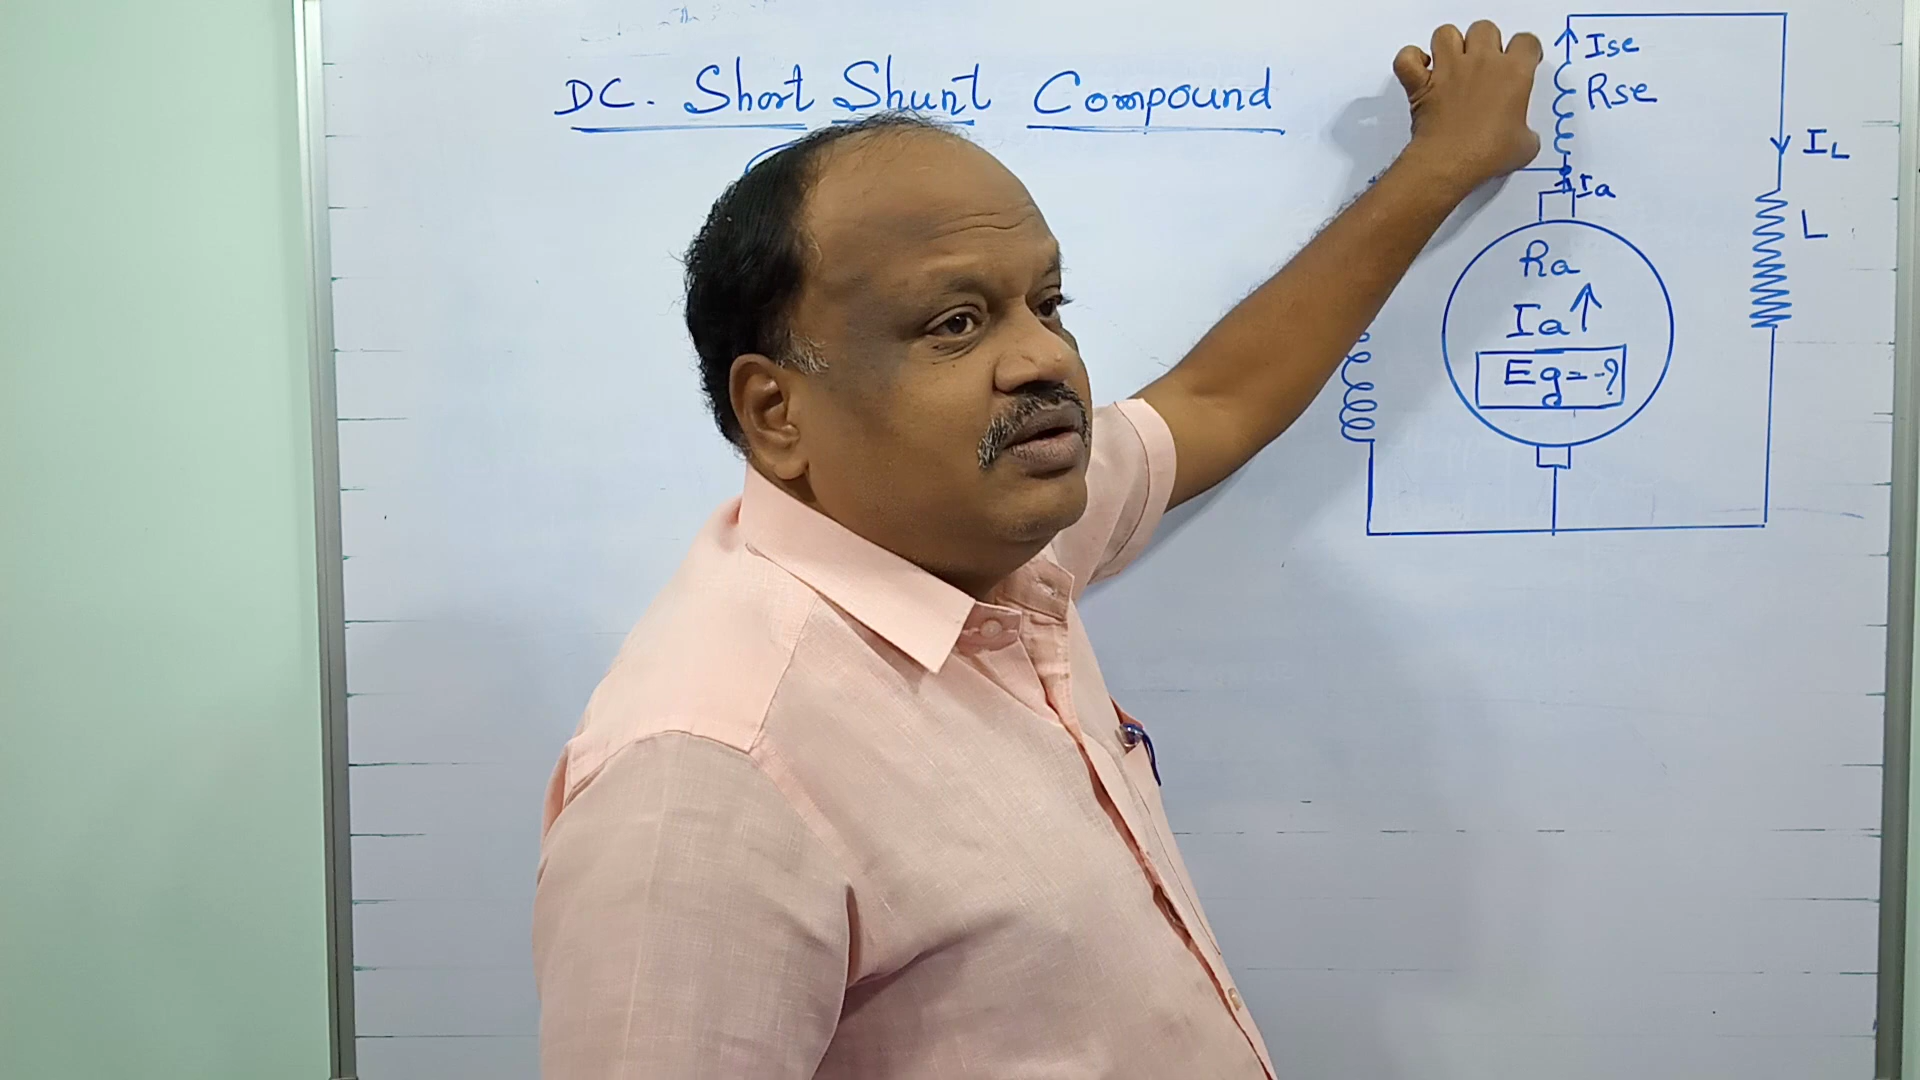 DC. Short Shunt Compound
Ise
Rse
IL
Ia
L
Ra
Ia↑
Eg = -?